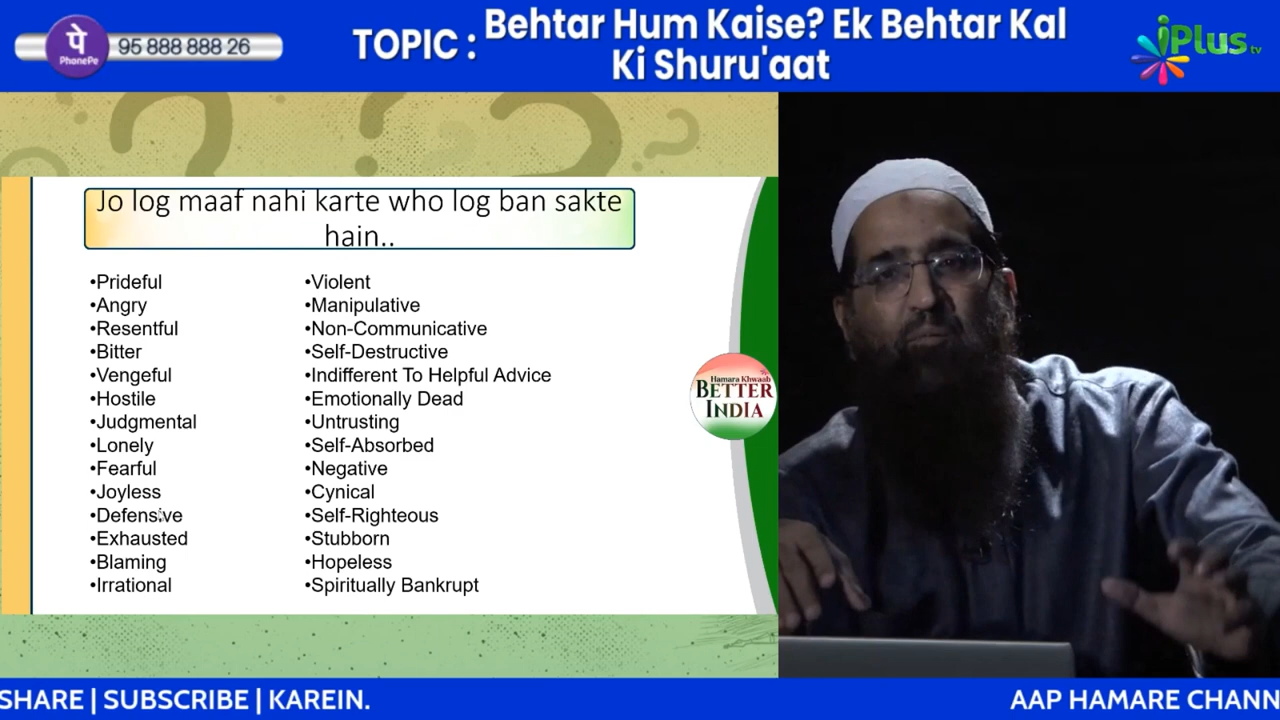 पे
PhonePe
95 888 888 26
TOPIC :
Behtar Hum Kaise? Ek Behtar Kal
Ki Shuru'aat
iPlus tv
Jo log maaf nahi karte who log ban sakte
hain..
•Prideful
•Angry
•Resentful
•Bitter
•Vengeful
•Hostile
•Judgmental
•Lonely
•Fearful
•Joyless
•Defensive
•Exhausted
•Blaming
•Irrational
•Violent
•Manipulative
•Non-Communicative
•Self-Destructive
•Indifferent To Helpful Advice
•Emotionally Dead
•Untrusting
•Self-Absorbed
•Negative
•Cynical
•Self-Righteous
•Stubborn
•Hopeless
•Spiritually Bankrupt
Hamara Khwaab
BETTER
INDIA
SHARE | SUBSCRIBE | KAREIN.
AAP HAMARE CHANN